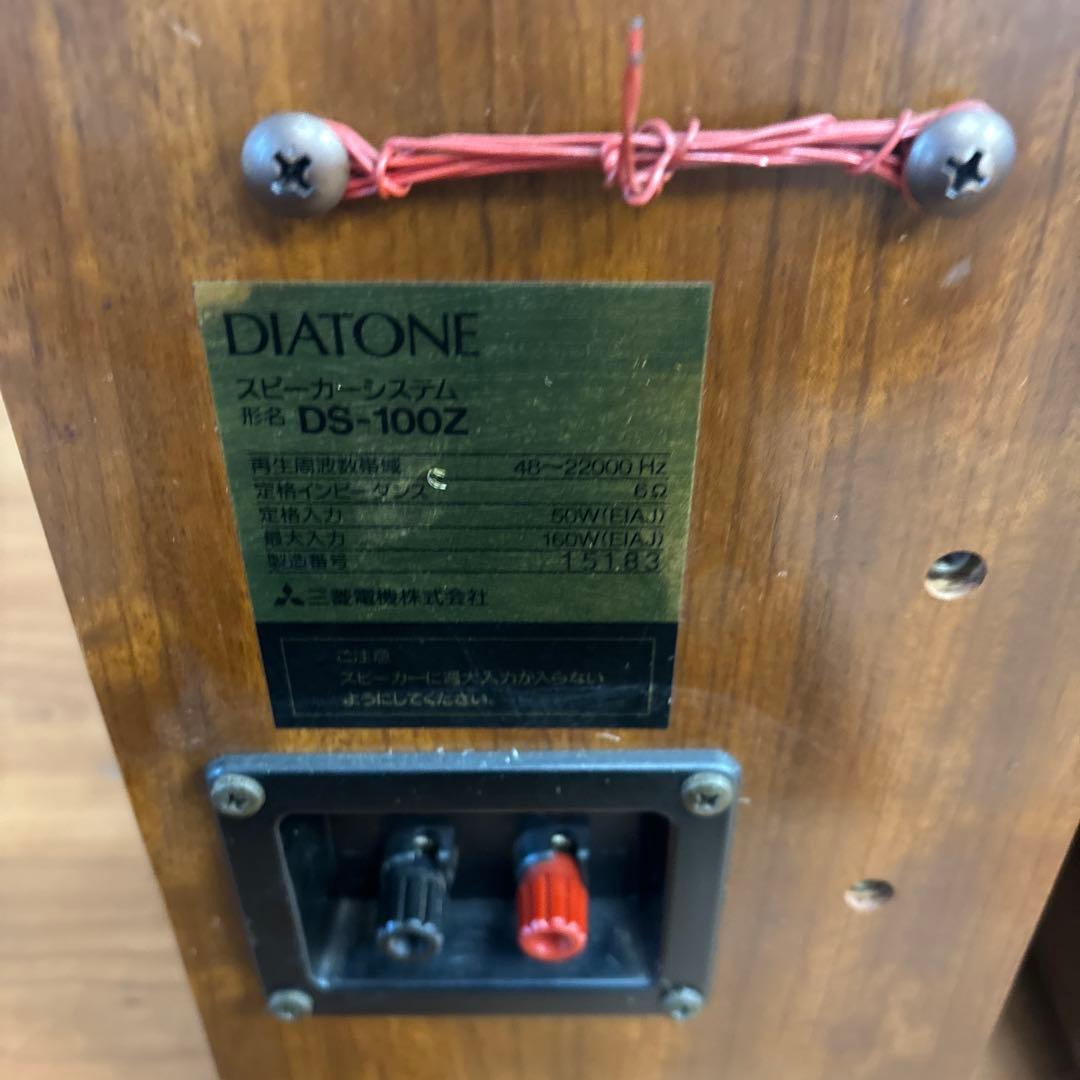 DIATONE
スピーカーシステム
形名 DS-100Z
再生周波数帯域 48～22000 Hz
定格インピーダンス 6Ω
定格入力 50W(EIAJ)
最大入力 160W(EIAJ)
製造番号 15183
三菱電機株式会社
ご注意
スピーカーに過大入力が入らない
ようにしてください。